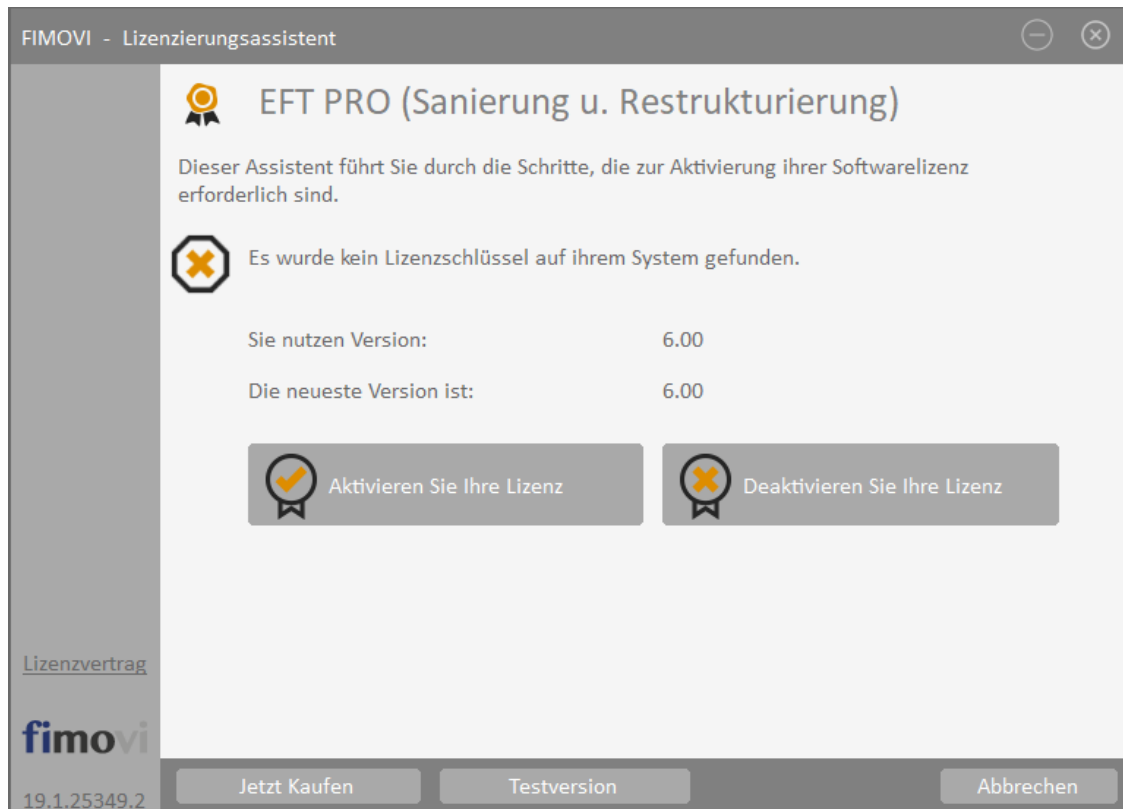 FIMOVI - Lizenzierungsassistent
EFT PRO (Sanierung u. Restrukturierung)
Dieser Assistent führt Sie durch die Schritte, die zur Aktivierung ihrer Softwarelizenz
erforderlich sind.
Es wurde kein Lizenzschlüssel auf ihrem System gefunden.
Sie nutzen Version: 6.00
Die neueste Version ist: 6.00
Aktivieren Sie Ihre Lizenz
Deaktivieren Sie Ihre Lizenz
Lizenzvertrag
fimovi
19.1.25349.2
Jetzt Kaufen
Testversion
Abbrechen